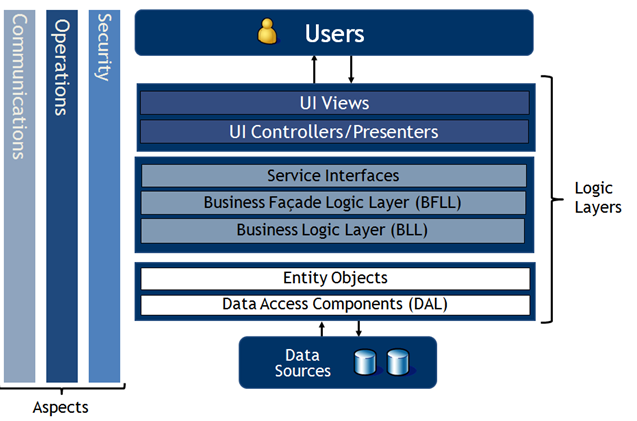 Communications
Operations
Security
Users
UI Views
UI Controllers/Presenters
Service Interfaces
Business Façade Logic Layer (BFLL)
Business Logic Layer (BLL)
Entity Objects
Data Access Components (DAL)
Data
Sources
Logic
Layers
Aspects